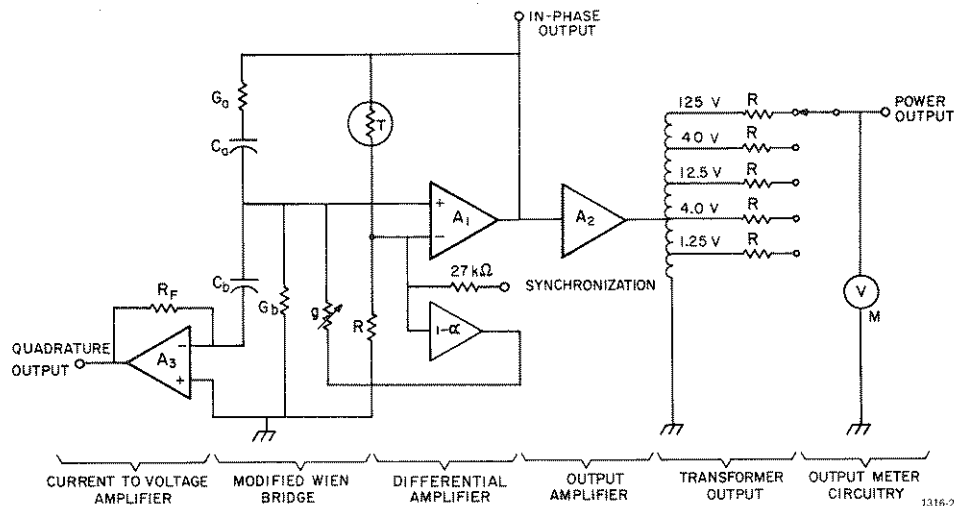 IN-PHASE
OUTPUT
Ga
Ca
T
+
A1
−
A2
125 V
R
POWER
OUTPUT
40 V
R
12.5 V
R
4.0 V
R
1.25 V
R
27 kΩ
SYNCHRONIZATION
Cb
Gb
g
R
1-α
V
M
RF
−
A3
+
QUADRATURE
OUTPUT
CURRENT TO VOLTAGE
AMPLIFIER
MODIFIED WIEN
BRIDGE
DIFFERENTIAL
AMPLIFIER
OUTPUT
AMPLIFIER
TRANSFORMER
OUTPUT
OUTPUT METER
CIRCUITRY
1316-2